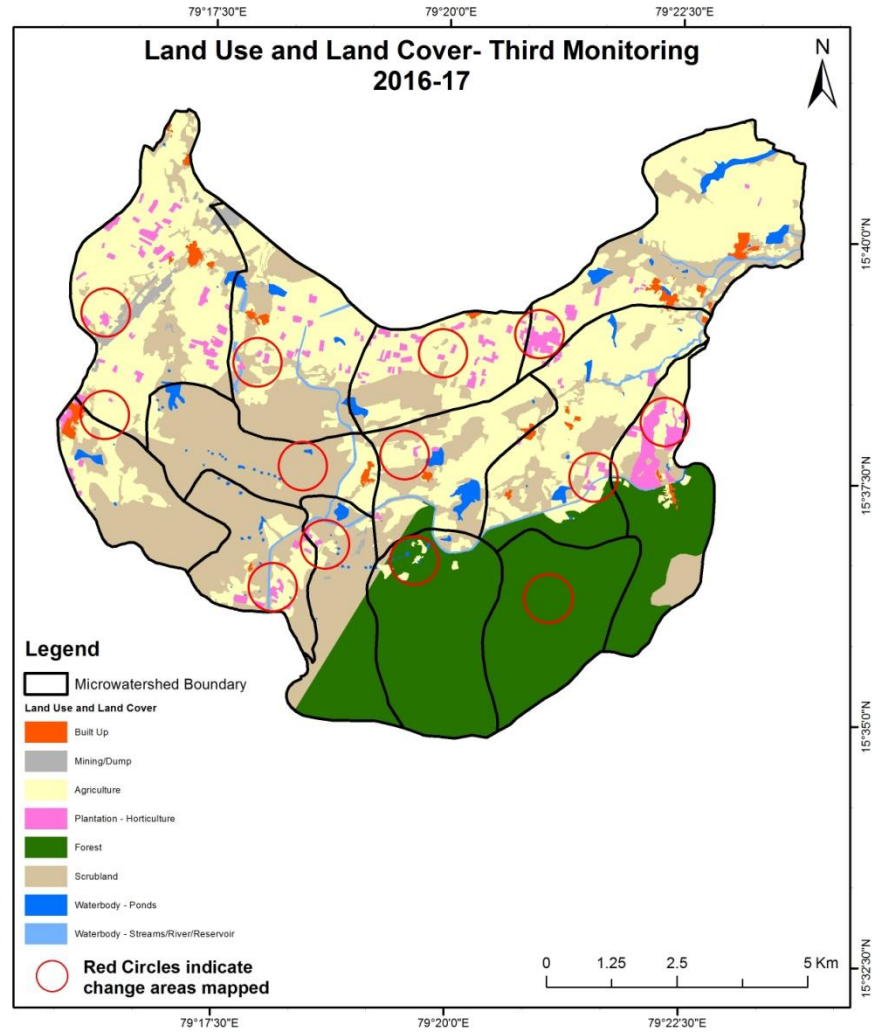 79°17'30"E 79°20'0"E 79°22'30"E
Land Use and Land Cover- Third Monitoring
2016-17
N
15°40'0"N
15°37'30"N
15°35'0"N
15°32'30"N
Legend
Microwatershed Boundary
Land Use and Land Cover
Built Up
Mining/Dump
Agriculture
Plantation - Horticulture
Forest
Scrubland
Waterbody - Ponds
Waterbody - Streams/River/Reservoir
Red Circles indicate
change areas mapped
0 1.25 2.5 5 Km
79°17'30"E 79°20'0"E 79°22'30"E